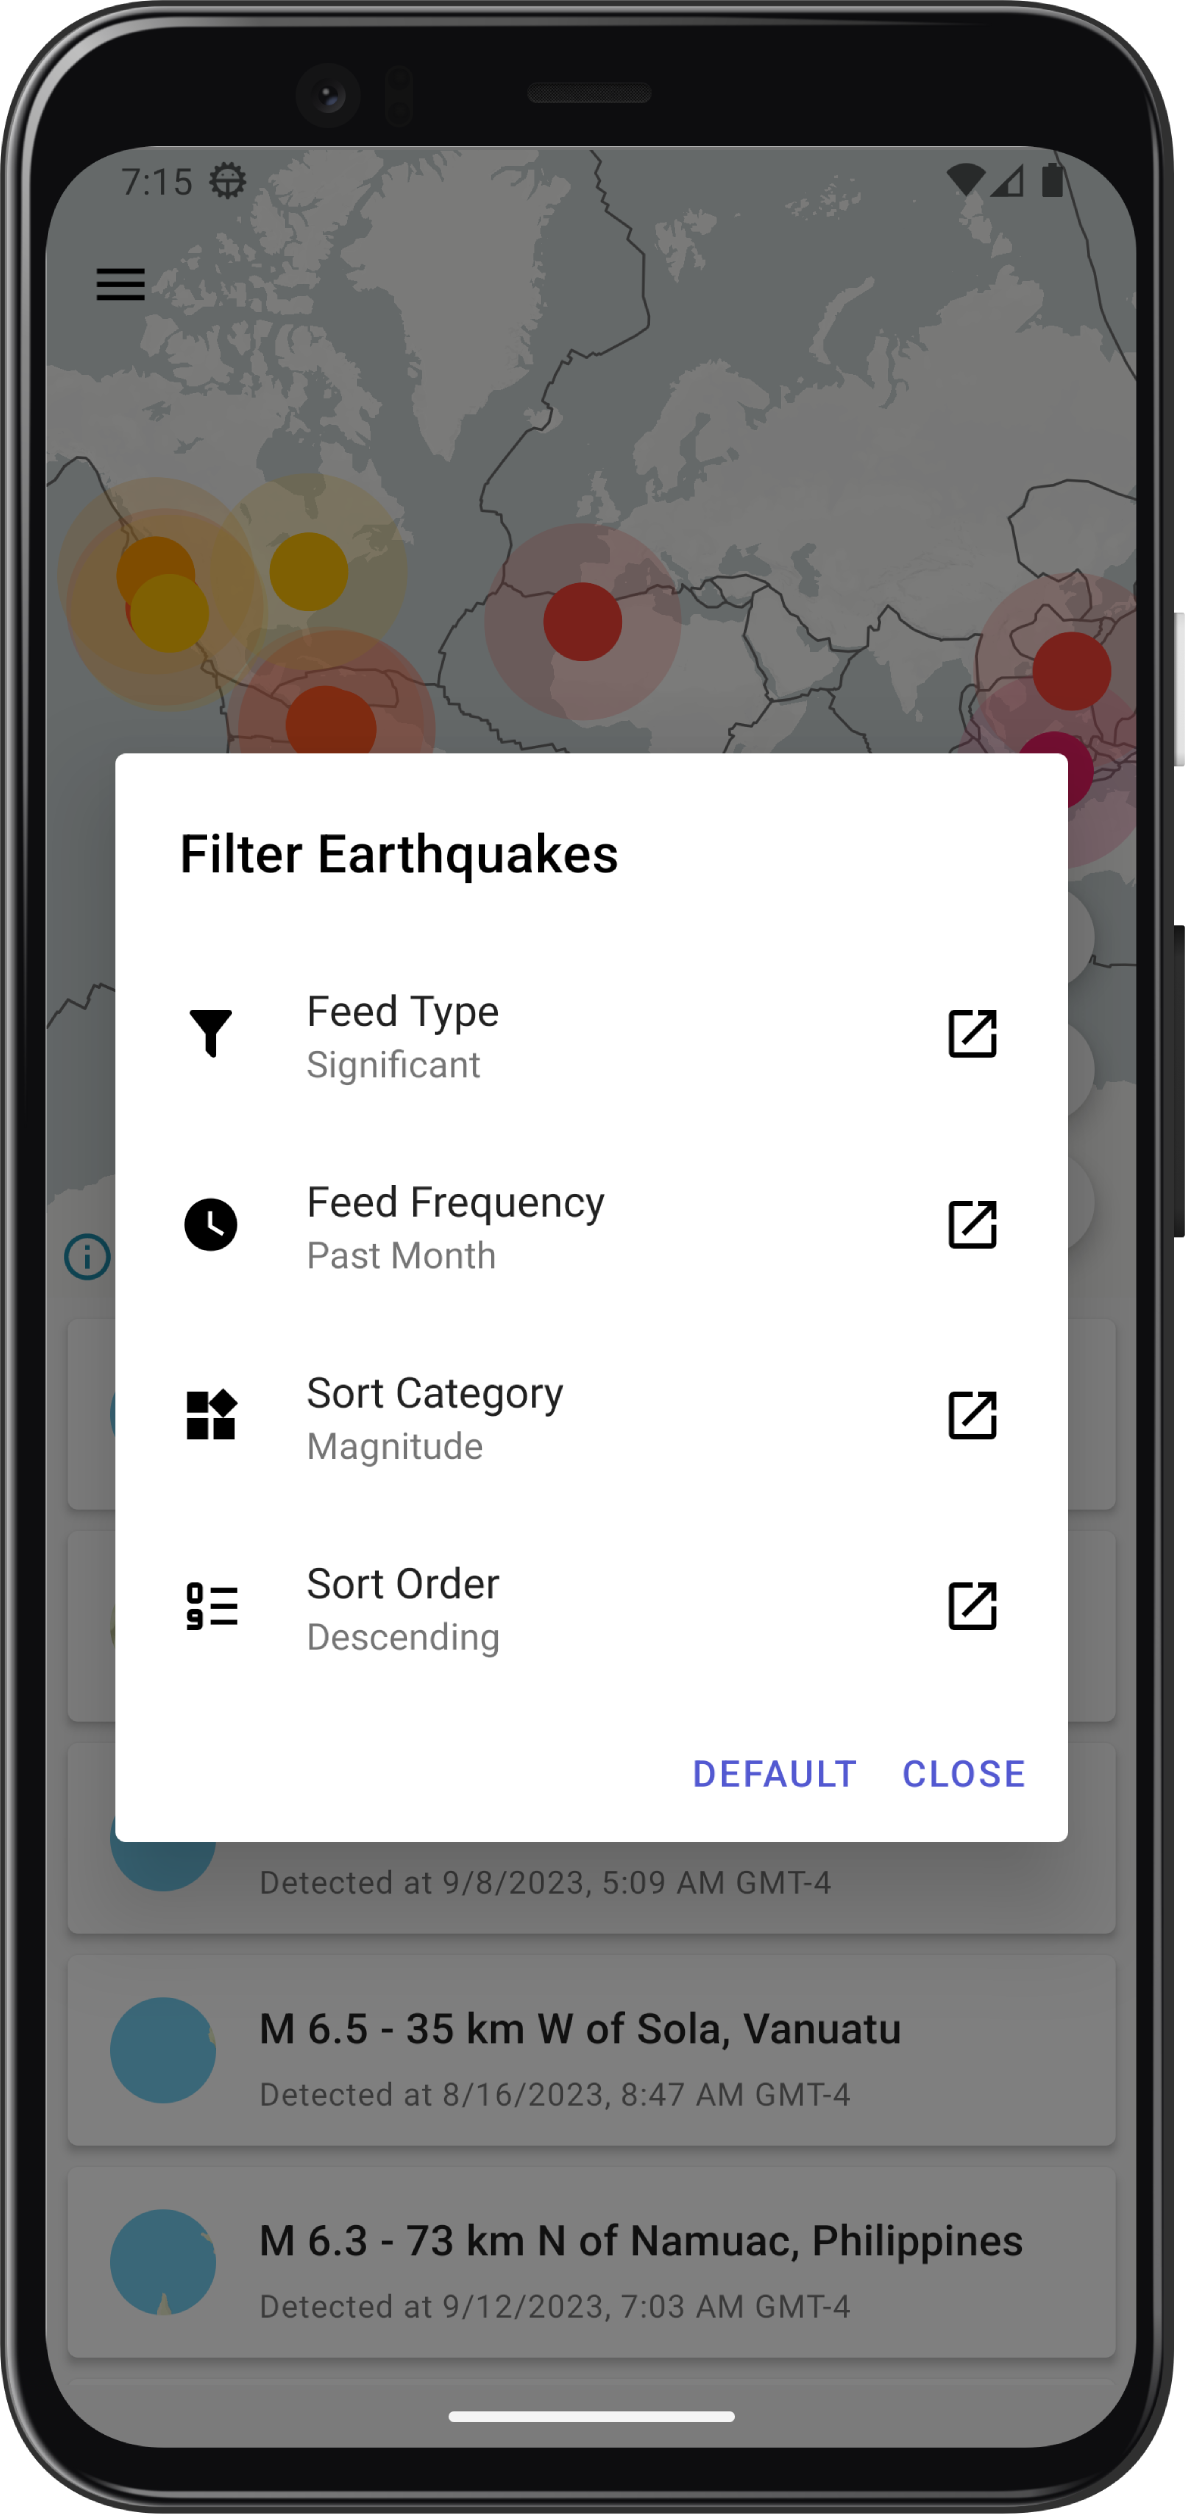 7:15
Filter Earthquakes
Feed Type
Significant
Feed Frequency
Past Month
Sort Category
Magnitude
Sort Order
Descending
DEFAULT CLOSE
Detected at 9/8/2023, 5:09 AM GMT-4
M 6.5 - 35 km W of Sola, Vanuatu
Detected at 8/16/2023, 8:47 AM GMT-4
M 6.3 - 73 km N of Namuac, Philippines
Detected at 9/12/2023, 7:03 AM GMT-4